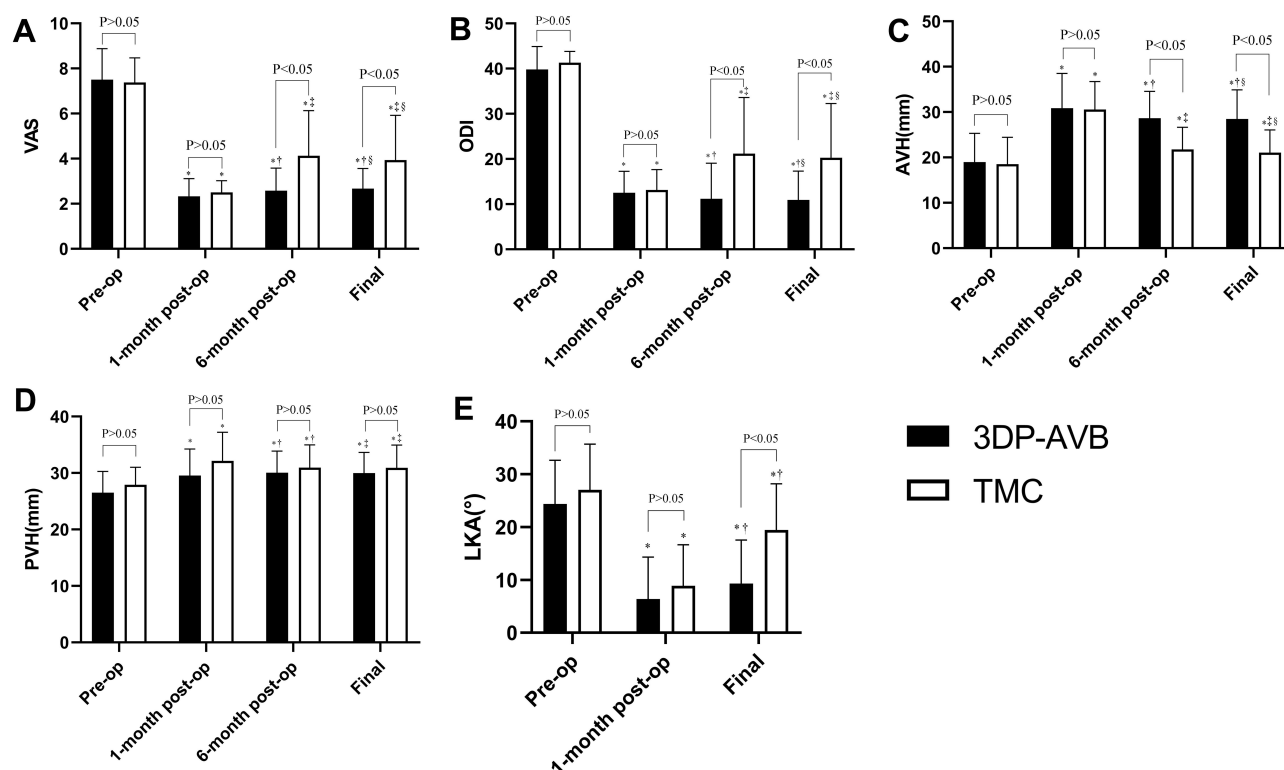 A
VAS
10
8
6
4
2
0
P>0.05
P>0.05
P<0.05
P<0.05
*
*
*†
*‡
*†§
*‡§
Pre-op
1-month post-op
6-month post-op
Final
B
ODI
50
40
30
20
10
0
P>0.05
P>0.05
P<0.05
P<0.05
*
*
*†
*‡
*†§
*‡§
Pre-op
1-month post-op
6-month post-op
Final
C
AVH(mm)
50
40
30
20
10
0
P>0.05
P>0.05
P<0.05
P<0.05
*
*
*†
*‡
*†§
*‡§
Pre-op
1-month post-op
6-month post-op
Final
D
PVH(mm)
40
30
20
10
0
P>0.05
P>0.05
P>0.05
P>0.05
*
*
*†
*†
*‡
*‡
Pre-op
1-month post-op
6-month post-op
Final
E
LKA(°)
40
30
20
10
0
P>0.05
P>0.05
P<0.05
*
*
*†
*†
Pre-op
1-month post-op
Final
3DP-AVB
TMC